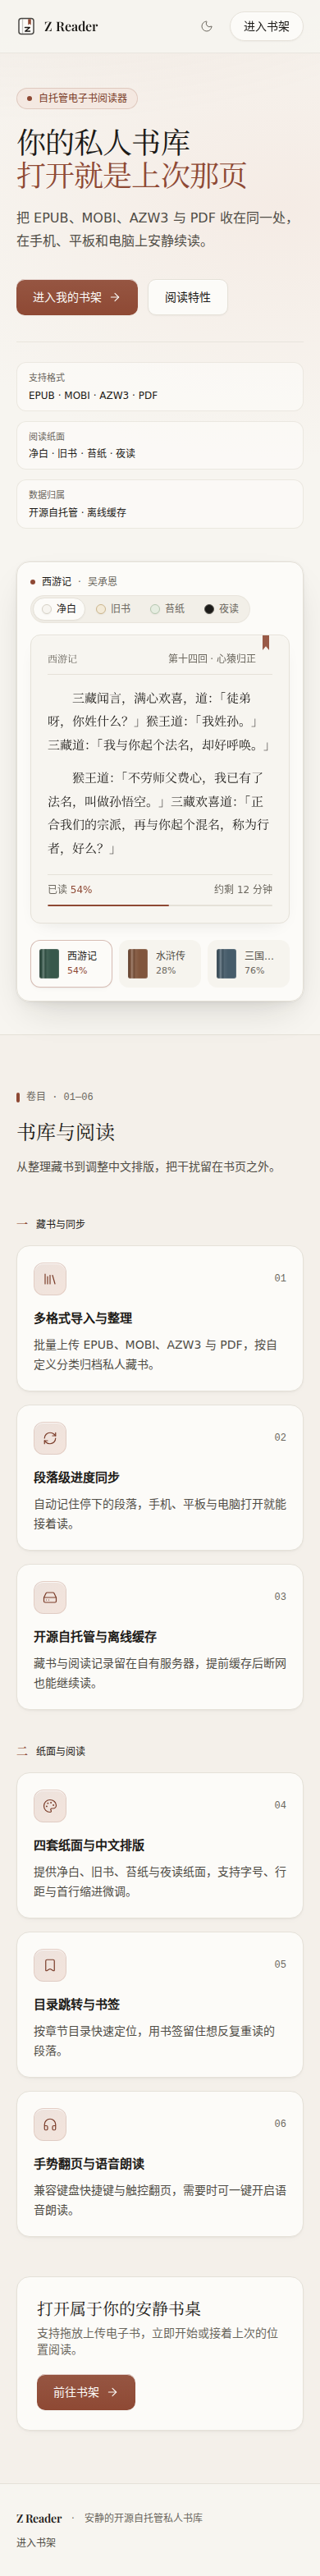 Z Reader
进入书架
自托管电子书阅读器
你的私人书库
打开就是上次那页
把 EPUB、MOBI、AZW3 与 PDF 收在同一处，
在手机、平板和电脑上安静续读。
进入我的书架 →
阅读特性
支持格式
EPUB · MOBI · AZW3 · PDF
阅读纸面
净白 · 旧书 · 苔纸 · 夜读
数据归属
开源自托管 · 离线缓存
西游记 · 吴承恩
净白 旧书 苔纸 夜读
西游记 第十四回 · 心猿归正
三藏闻言，满心欢喜，道：「徒弟
呀，你姓什么？」猴王道：「我姓孙。」
三藏道：「我与你起个法名，却好呼唤。」
猴王道：「不劳师父费心，我已有了
法名，叫做孙悟空。」三藏欢喜道：「正
合我们的宗派，再与你起个混名，称为行
者，好么？」
已读 54% 约剩 12 分钟
西游记
54%
水浒传
28%
三国…
76%
卷目 · 01—06
书库与阅读
从整理藏书到调整中文排版，把干扰留在书页之外。
一 藏书与同步
01
多格式导入与整理
批量上传 EPUB、MOBI、AZW3 与 PDF，按自
定义分类归档私人藏书。
02
段落级进度同步
自动记住停下的段落，手机、平板与电脑打开就能
接着读。
03
开源自托管与离线缓存
藏书与阅读记录留在自有服务器，提前缓存后断网
也能继续读。
二 纸面与阅读
04
四套纸面与中文排版
提供净白、旧书、苔纸与夜读纸面，支持字号、行
距与首行缩进微调。
05
目录跳转与书签
按章节目录快速定位，用书签留住想反复重读的
段落。
06
手势翻页与语音朗读
兼容键盘快捷键与触控翻页，需要时可一键开启语
音朗读。
打开属于你的安静书桌
支持拖放上传电子书，立即开始或接着上次的位
置阅读。
前往书架 →
Z Reader · 安静的开源自托管私人书库
进入书架